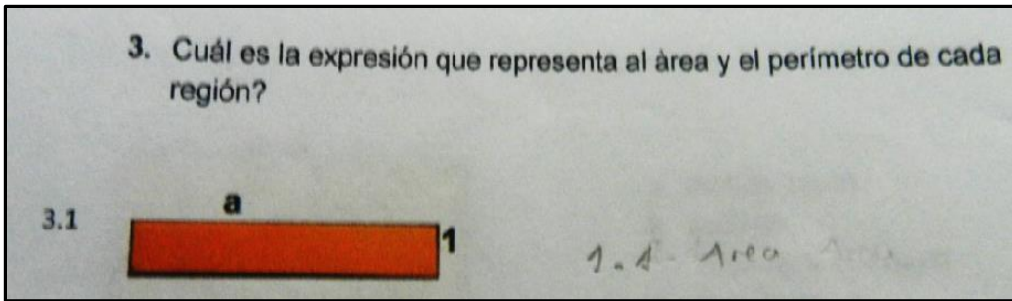 3. Cuál es la expresión que representa al àrea y el perímetro de cada
región?
a
3.1
1
1.1 Area